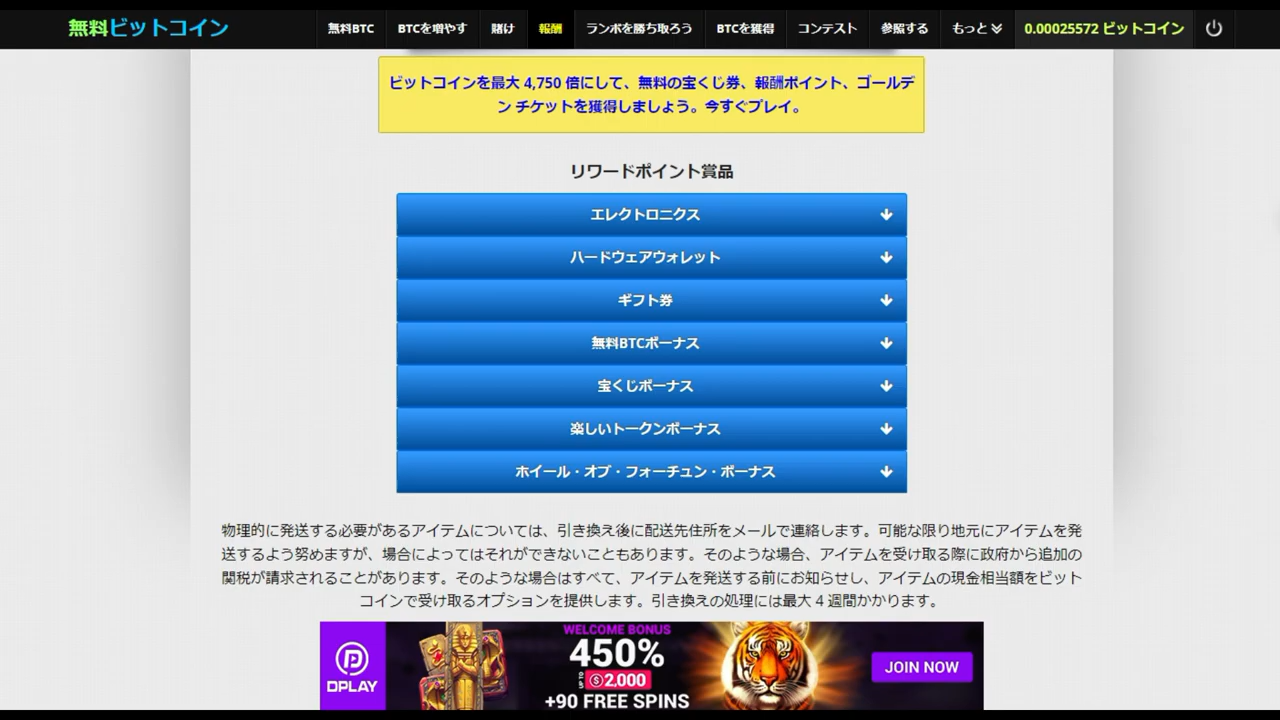 無料ビットコイン 無料BTC BTCを増やす 賭け 報酬 ランボを勝ち取ろう BTCを獲得 コンテスト 参照する もっと 0.00025572 ビットコイン
ビットコインを最大 4,750 倍にして、無料の宝くじ券、報酬ポイント、ゴールデ
ン チケットを獲得しましょう。今すぐプレイ。
リワードポイント賞品
エレクトロニクス
ハードウェアウォレット
ギフト券
無料BTCボーナス
宝くじボーナス
楽しいトークンボーナス
ホイール・オブ・フォーチュン・ボーナス
物理的に発送する必要があるアイテムについては、引き換え後に配送先住所をメールで連絡します。可能な限り地元にアイテムを発
送するよう努めますが、場合によってはそれができないこともあります。そのような場合、アイテムを受け取る際に政府から追加の
関税が請求されることがあります。そのような場合はすべて、アイテムを発送する前にお知らせし、アイテムの現金相当額をビット
コインで受け取るオプションを提供します。引き換えの処理には最大 4 週間かかります。
DPLAY
WELCOME BONUS
450%
UP TO $2,000
+90 FREE SPINS
JOIN NOW